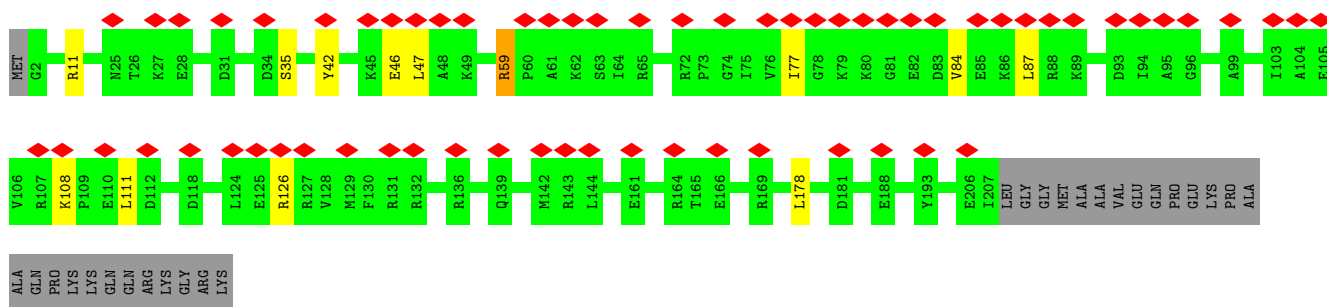 MET G2 R11 N25 T26 K27 E28 D31 D34 S35 Y42 K45 E46 L47 A48 K49 R59 P60 A61 K62 S63 I64 R65 R72 P73 G74 I75 V76 I77 G78 K79 K80 G81 E82 D83 V84 E85 K86 L87 R88 K89 D93 I94 A95 G96 A99 I103 A104 E105
V106 R107 K108 P109 E110 L111 D112 D118 L124 E125 R126 R127 V128 M129 F130 R131 R132 R136 Q139 M142 R143 L144 E161 R164 T165 E166 R169 L178 D181 E188 Y193 E206 I207 LEU GLY GLY MET ALA ALA VAL GLU GLN PRO GLU LYS PRO ALA
ALA GLN PRO LYS LYS GLN GLN ARG LYS GLY ARG LYS